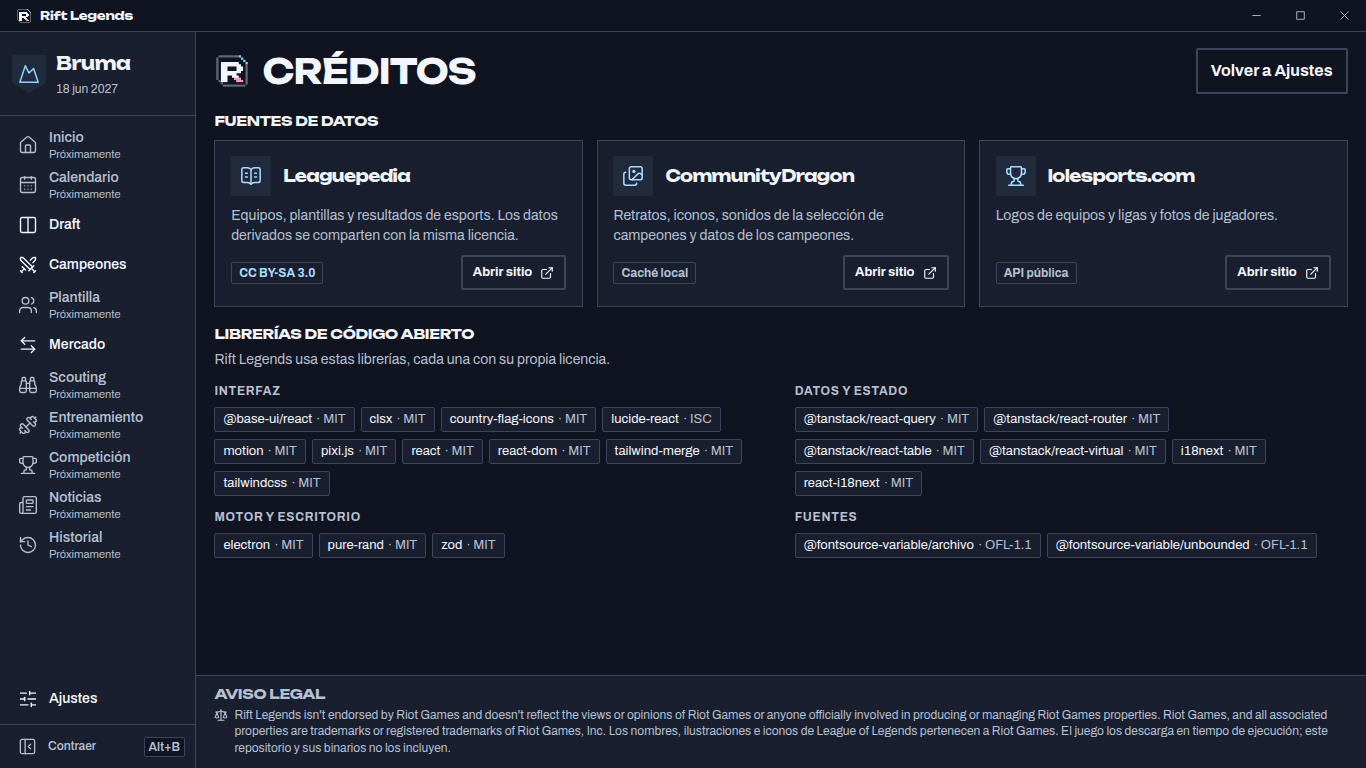 Rift Legends
Bruma
18 jun 2027
Inicio
Próximamente
Calendario
Próximamente
Draft
Campeones
Plantilla
Próximamente
Mercado
Scouting
Próximamente
Entrenamiento
Próximamente
Competición
Próximamente
Noticias
Próximamente
Historial
Próximamente
Ajustes
Contraer Alt+B
R CRÉDITOS
Volver a Ajustes
FUENTES DE DATOS
Leaguepedia
Equipos, plantillas y resultados de esports. Los datos
derivados se comparten con la misma licencia.
CC BY-SA 3.0 Abrir sitio
CommunityDragon
Retratos, iconos, sonidos de la selección de
campeones y datos de los campeones.
Caché local Abrir sitio
lolesports.com
Logos de equipos y ligas y fotos de jugadores.
API pública Abrir sitio
LIBRERÍAS DE CÓDIGO ABIERTO
Rift Legends usa estas librerías, cada una con su propia licencia.
INTERFAZ
@base-ui/react · MIT clsx · MIT country-flag-icons · MIT lucide-react · ISC
motion · MIT pixi.js · MIT react · MIT react-dom · MIT tailwind-merge · MIT
tailwindcss · MIT
DATOS Y ESTADO
@tanstack/react-query · MIT @tanstack/react-router · MIT
@tanstack/react-table · MIT @tanstack/react-virtual · MIT i18next · MIT
react-i18next · MIT
MOTOR Y ESCRITORIO
electron · MIT pure-rand · MIT zod · MIT
FUENTES
@fontsource-variable/archivo · OFL-1.1 @fontsource-variable/unbounded · OFL-1.1
AVISO LEGAL
Rift Legends isn't endorsed by Riot Games and doesn't reflect the views or opinions of Riot Games or anyone officially involved in producing or managing Riot Games properties. Riot Games, and all associated
properties are trademarks or registered trademarks of Riot Games, Inc. Los nombres, ilustraciones e iconos de League of Legends pertenecen a Riot Games. El juego los descarga en tiempo de ejecución; este
repositorio y sus binarios no los incluyen.